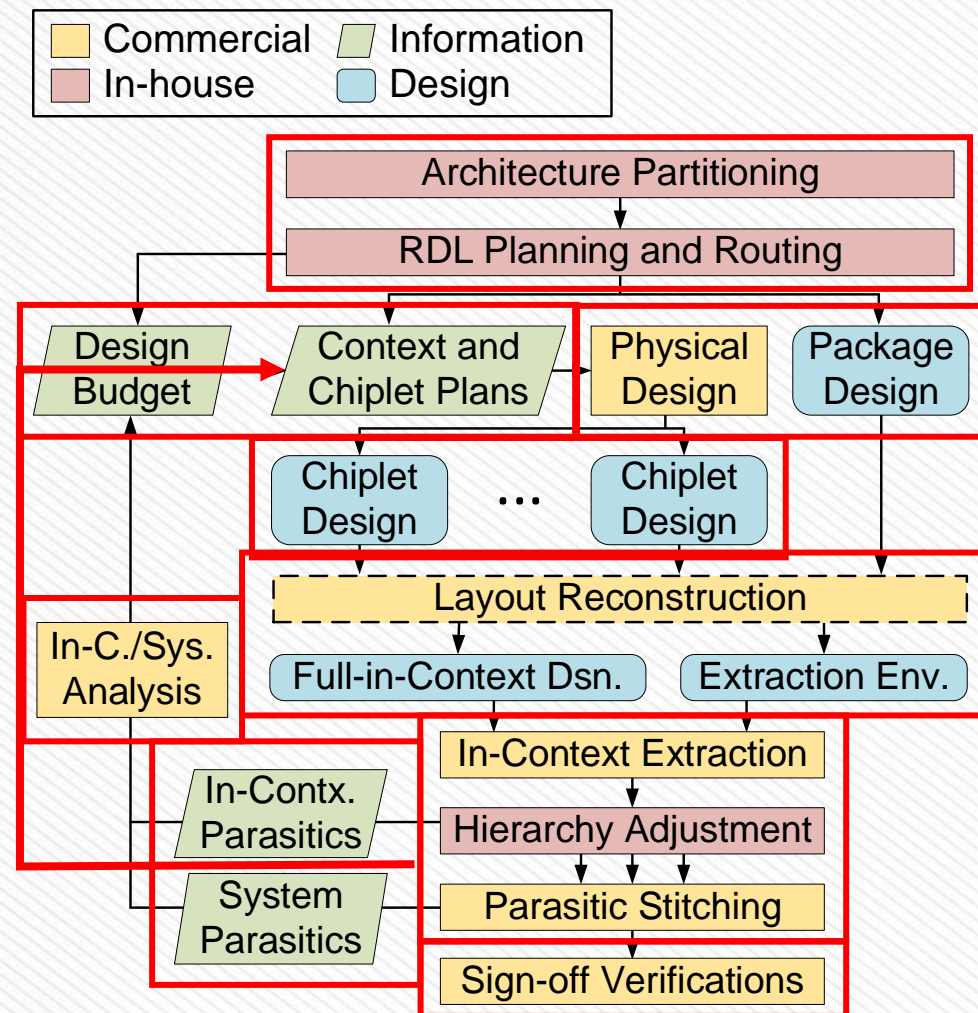 Commercial
Information
In-house
Design
Architecture Partitioning
RDL Planning and Routing
Design
Budget
Context and
Chiplet Plans
Physical
Design
Package
Design
Chiplet
Design
...
Chiplet
Design
Layout Reconstruction
In-C./Sys.
Analysis
Full-in-Context Dsn.
Extraction Env.
In-Context Extraction
In-Contx.
Parasitics
Hierarchy Adjustment
System
Parasitics
Parasitic Stitching
Sign-off Verifications